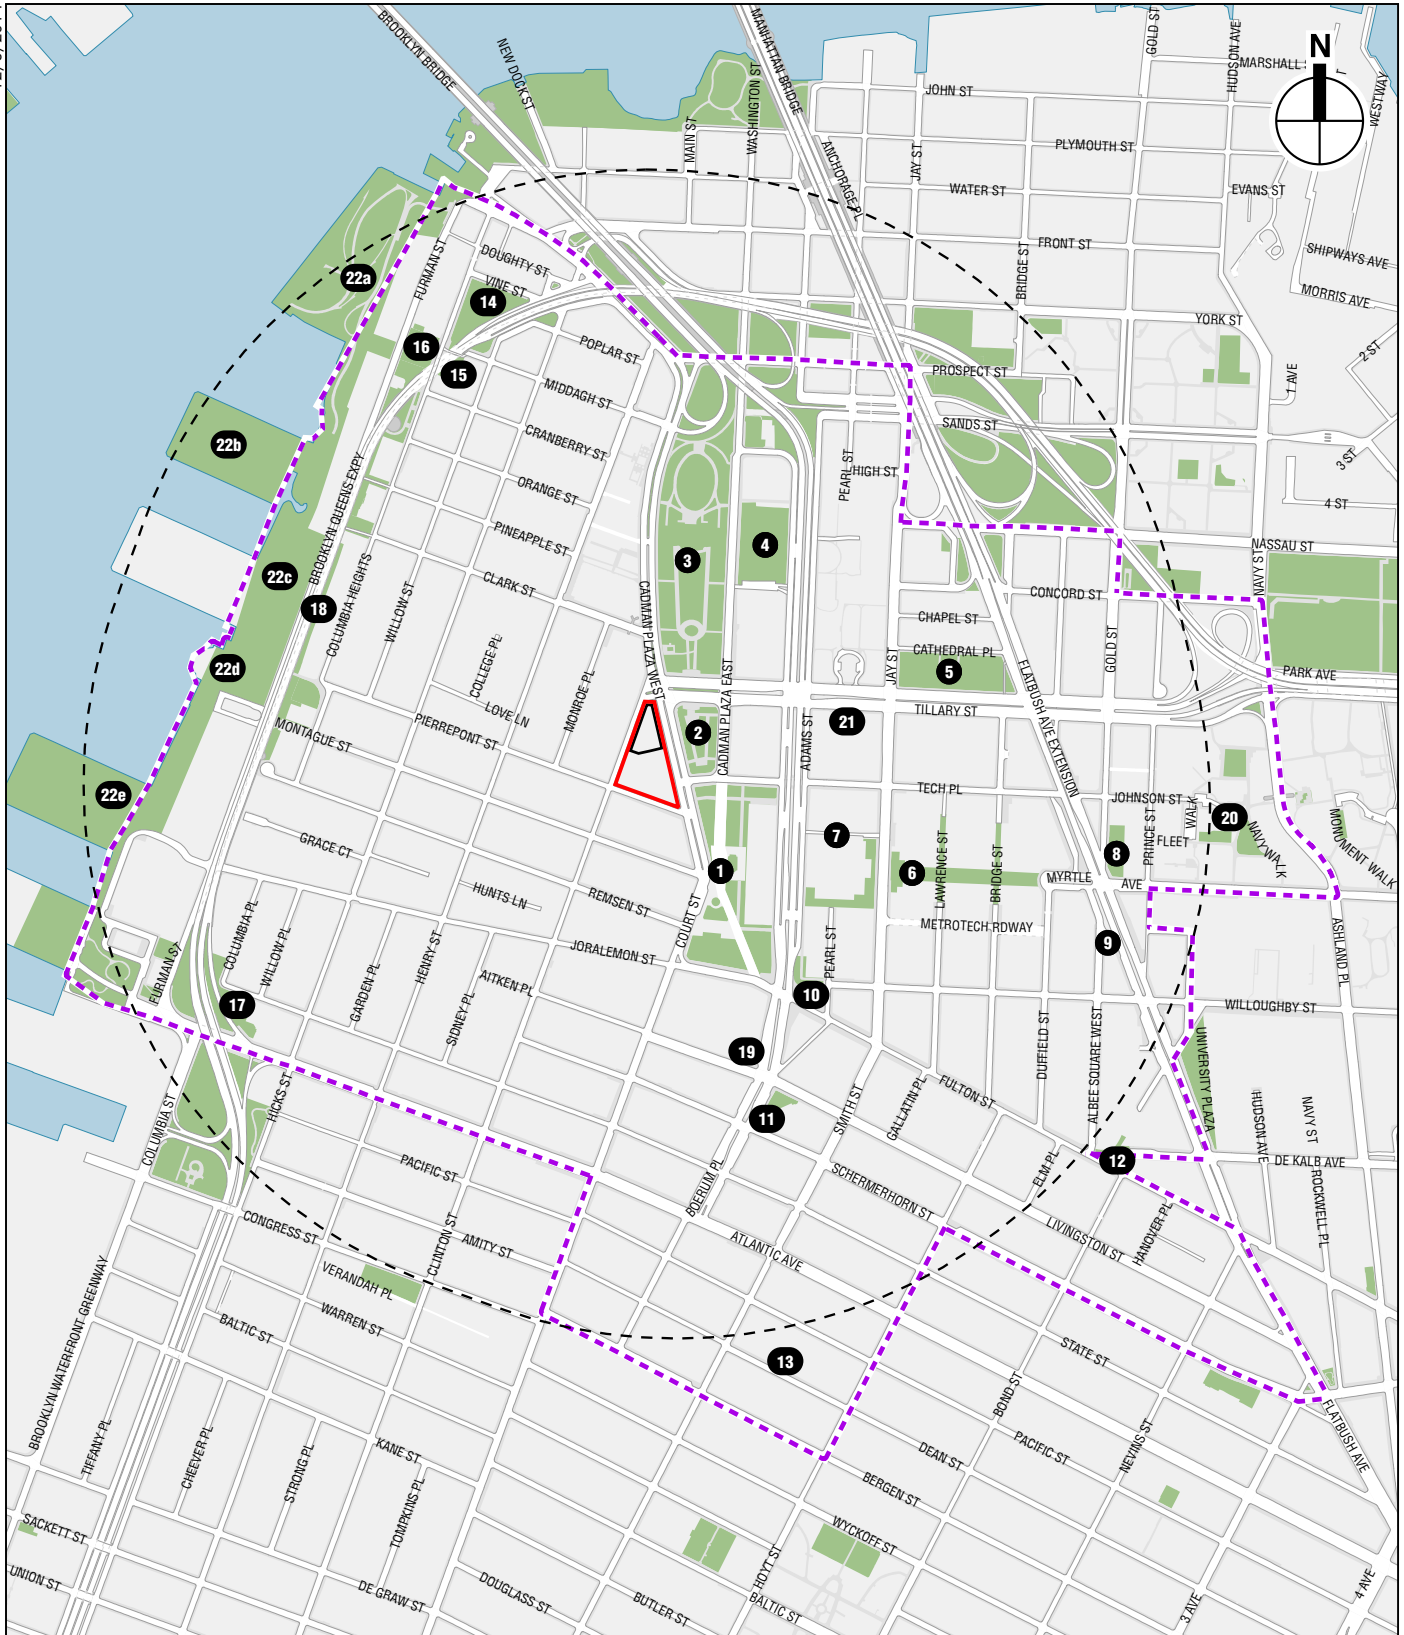 BROOKLYN BRIDGE
NEW DOCK ST
MAIN ST
WASHINGTON ST
MANHATTAN BRIDGE
ANCHORAGE PL
JOHN ST
GOLD ST
HUDSON AVE
MARSHALL
N
WESTWAY
JAY ST
PLYMOUTH ST
WATER ST
EVANS ST
FRONT ST
BRIDGE ST
SHIPWAYS AVE
MORRIS AVE
YORK ST
2 ST
1 AVE
PROSPECT ST
SANDS ST
3 ST
4 ST
NASSAU ST
NAVY ST
FURMAN ST
DOUGHTY ST
VINE ST
14
22a
16
15
POPLAR ST
MIDDAGH ST
CRANBERRY ST
ORANGE ST
PINEAPPLE ST
CLARK ST
22b
PEARL ST
HIGH ST
3
4
22c
18
BROOKLYN QUEENS EXPY
COLUMBIA HEIGHTS
WILLOW ST
COLLEGE PL
LOVE LN
MONROE PL
CADMAN PLAZA WEST
CADMAN PLAZA EAST
CONCORD ST
CHAPEL ST
CATHEDRAL PL
5
JAY ST
GOLD ST
FLATBUSH AVE EXTENSION
PARK AVE
22d
TILLARY ST
21
2
ADAMS ST
MONTAGUE ST
PIERREPONT ST
22e
TECH PL
JOHNSON ST
PRINCE ST
WALK
FLEET
20
NAVY WALK
MONUMENT WALK
GRACE CT
7
8
1
6
LAWRENCE ST
BRIDGE ST
MYRTLE
AVE
HUNTS LN
REMSEN ST
COURT ST
METROTECH RDWAY
9
ASHLAND PL
COLUMBIA PL
WILLOW PL
JORALEMON ST
PEARL ST
FURMAN ST
GARDEN PL
HENRY ST
AITKEN PL
SIDNEY PL
17
10
WILLOUGHBY ST
19
DUFFIELD ST
ALBEE SQUARE WEST
UNIVERSITY PLAZA
COLUMBIA ST
HICKS ST
11
SMITH ST
GALLATIN PL
FULTON ST
HUDSON AVE
NAVY ST
PACIFIC ST
BOERUM PL
SCHERMERHORN ST
ELM PL
12
DE KALB AVE
ROCKWELL PL
CONGRESS ST
CLINTON ST
AMITY ST
ATLANTIC AVE
LIVINGSTON ST
HANOVER PL
VERANDAH PL
WARREN ST
BALTIC ST
BROOKLYN WATERFRONT GREENWAY
13
STATE ST
BOND ST
FLATBUSH AVE
TIFFANY PL
CHEEVER PL
STRONG PL
KANE ST
TOMPKINS PL
DEAN ST
PACIFIC ST
NEVINS ST
BERGEN ST
SACKETT ST
WYCKOFF ST
HOYT ST
UNION ST
DE GRAW ST
DOUGLASS ST
BUTLER ST
BALTIC ST
3 AVE
4 AVE